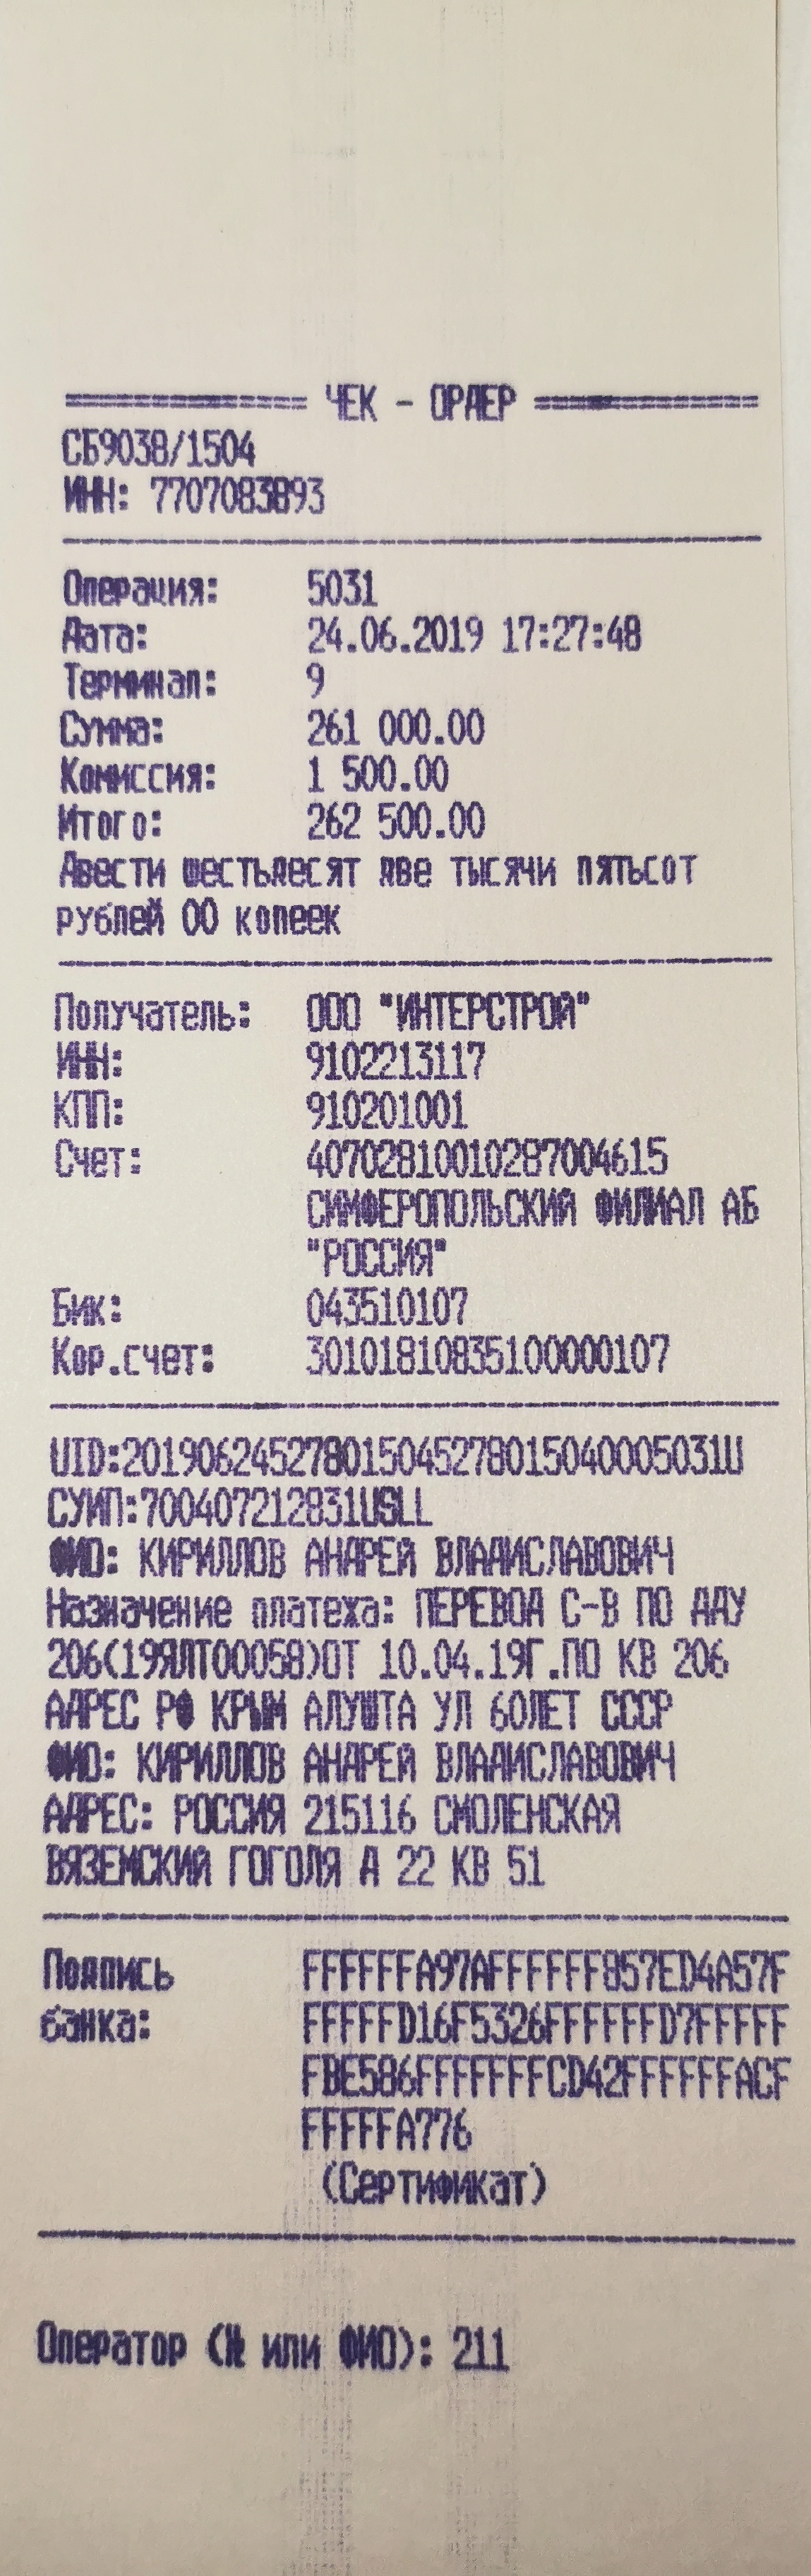 ============ ЧЕК - ОРДЕР ============
СБ9038/1504
ИНН: 7707083893
Операция: 5031
Дата: 24.06.2019 17:27:48
Терминал: 9
Сумма: 261 000.00
Комиссия: 1 500.00
Итого: 262 500.00
Двести шестьдесят две тысячи пятьсот
рублей 00 копеек
Получатель: ООО "ИНТЕРСТРОЙ"
ИНН: 9102213117
КПП: 910201001
Счет: 40702810010287004615
СИМФЕРОПОЛЬСКИЙ ФИЛИАЛ АБ
"РОССИЯ"
Бик: 043510107
Кор.счет: 30101810835100000107
UID:201906245278015045278015040005031U
СУИП:700407212831USLL
ФИО: КИРИЛЛОВ АНДРЕЙ ВЛАДИСЛАВОВИЧ
Назначение платежа: ПЕРЕВОД С-В ПО ДДУ
206(19ЯЛТ00058)ОТ 10.04.19Г.ПО КВ 206
АДРЕС РФ КРЫМ АЛУШТА УЛ 60ЛЕТ СССР
ФИО: КИРИЛЛОВ АНДРЕЙ ВЛАДИСЛАВОВИЧ
АДРЕС: РОССИЯ 215116 СМОЛЕНСКАЯ
ВЯЗЕМСКИЙ ГОГОЛЯ Д 22 КВ 51
Подпись FFFFFFA97AFFFFFF857ED4A57F
банка: FFFFFD16F5326FFFFFFD7FFFFF
FBE586FFFFFFFCD42FFFFFFACF
FFFFFA776
(Сертификат)
Оператор (№ или ФИО): 211